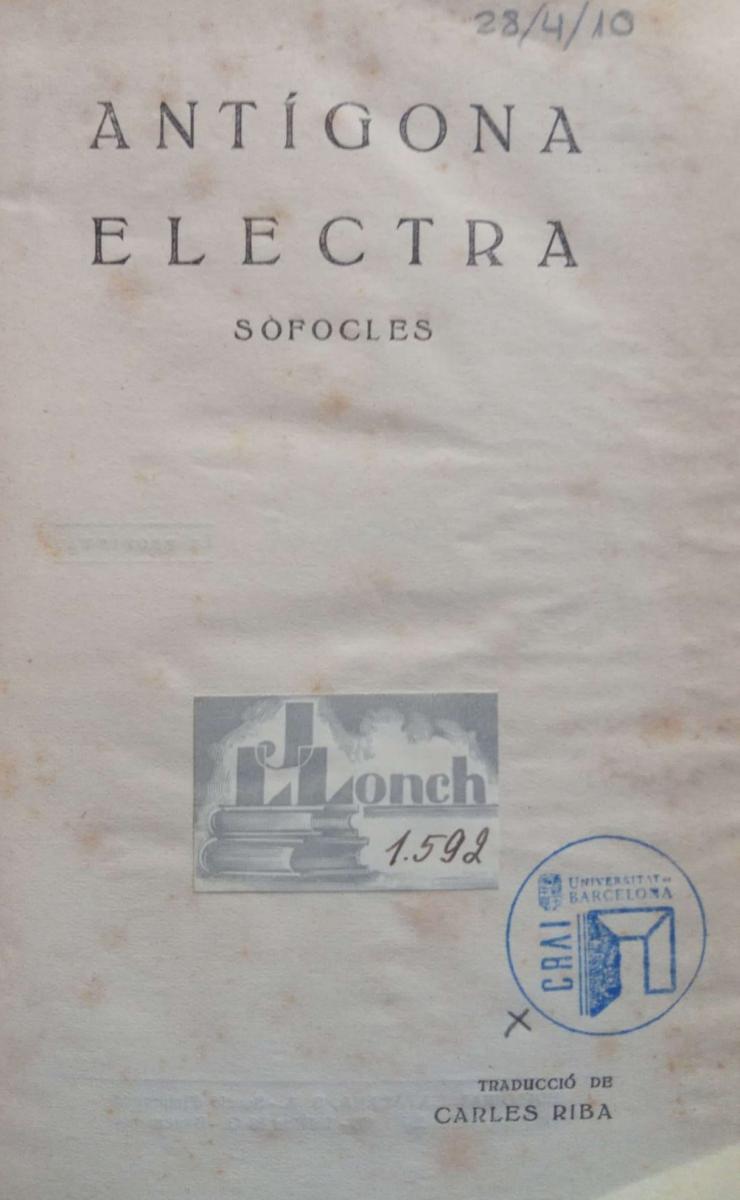 28/4/10
ANTÍGONA
ELECTRA
SÒFOCLES
J LLonch
1.592
UNIVERSITAT DE
BARCELONA
CRAI
x
TRADUCCIÓ DE
CARLES RIBA